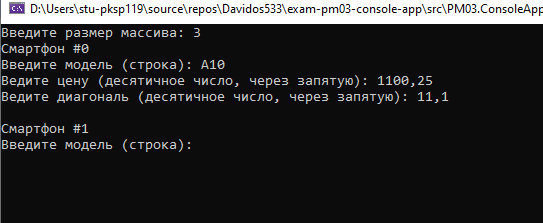 D:\Users\stu-pksp119\source\repos\Davidos533\exam-pm03-console-app\src\PM03.ConsoleApp
Введите размер массива: 3
Смартфон #0
Введите модель (строка): A10
Ведите цену (десятичное число, через запятую): 1100,25
Ведите диагональ (десятичное число, через запятую): 11,1
Смартфон #1
Введите модель (строка):